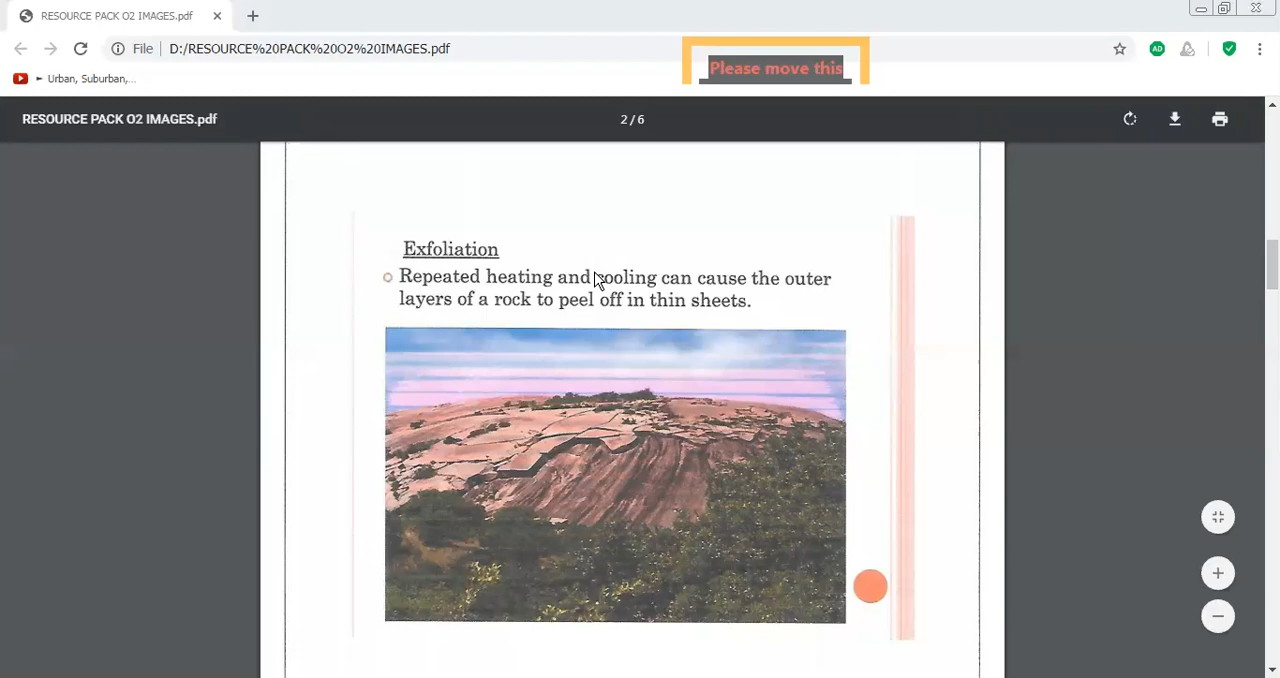 RESOURCE PACK O2 IMAGES.pdf
File
D:/RESOURCE%20PACK%20O2%20IMAGES.pdf
Please move this
AD
► Urban, Suburban,...
RESOURCE PACK O2 IMAGES.pdf
2 / 6
Exfoliation
Repeated heating and cooling can cause the outer
layers of a rock to peel off in thin sheets.